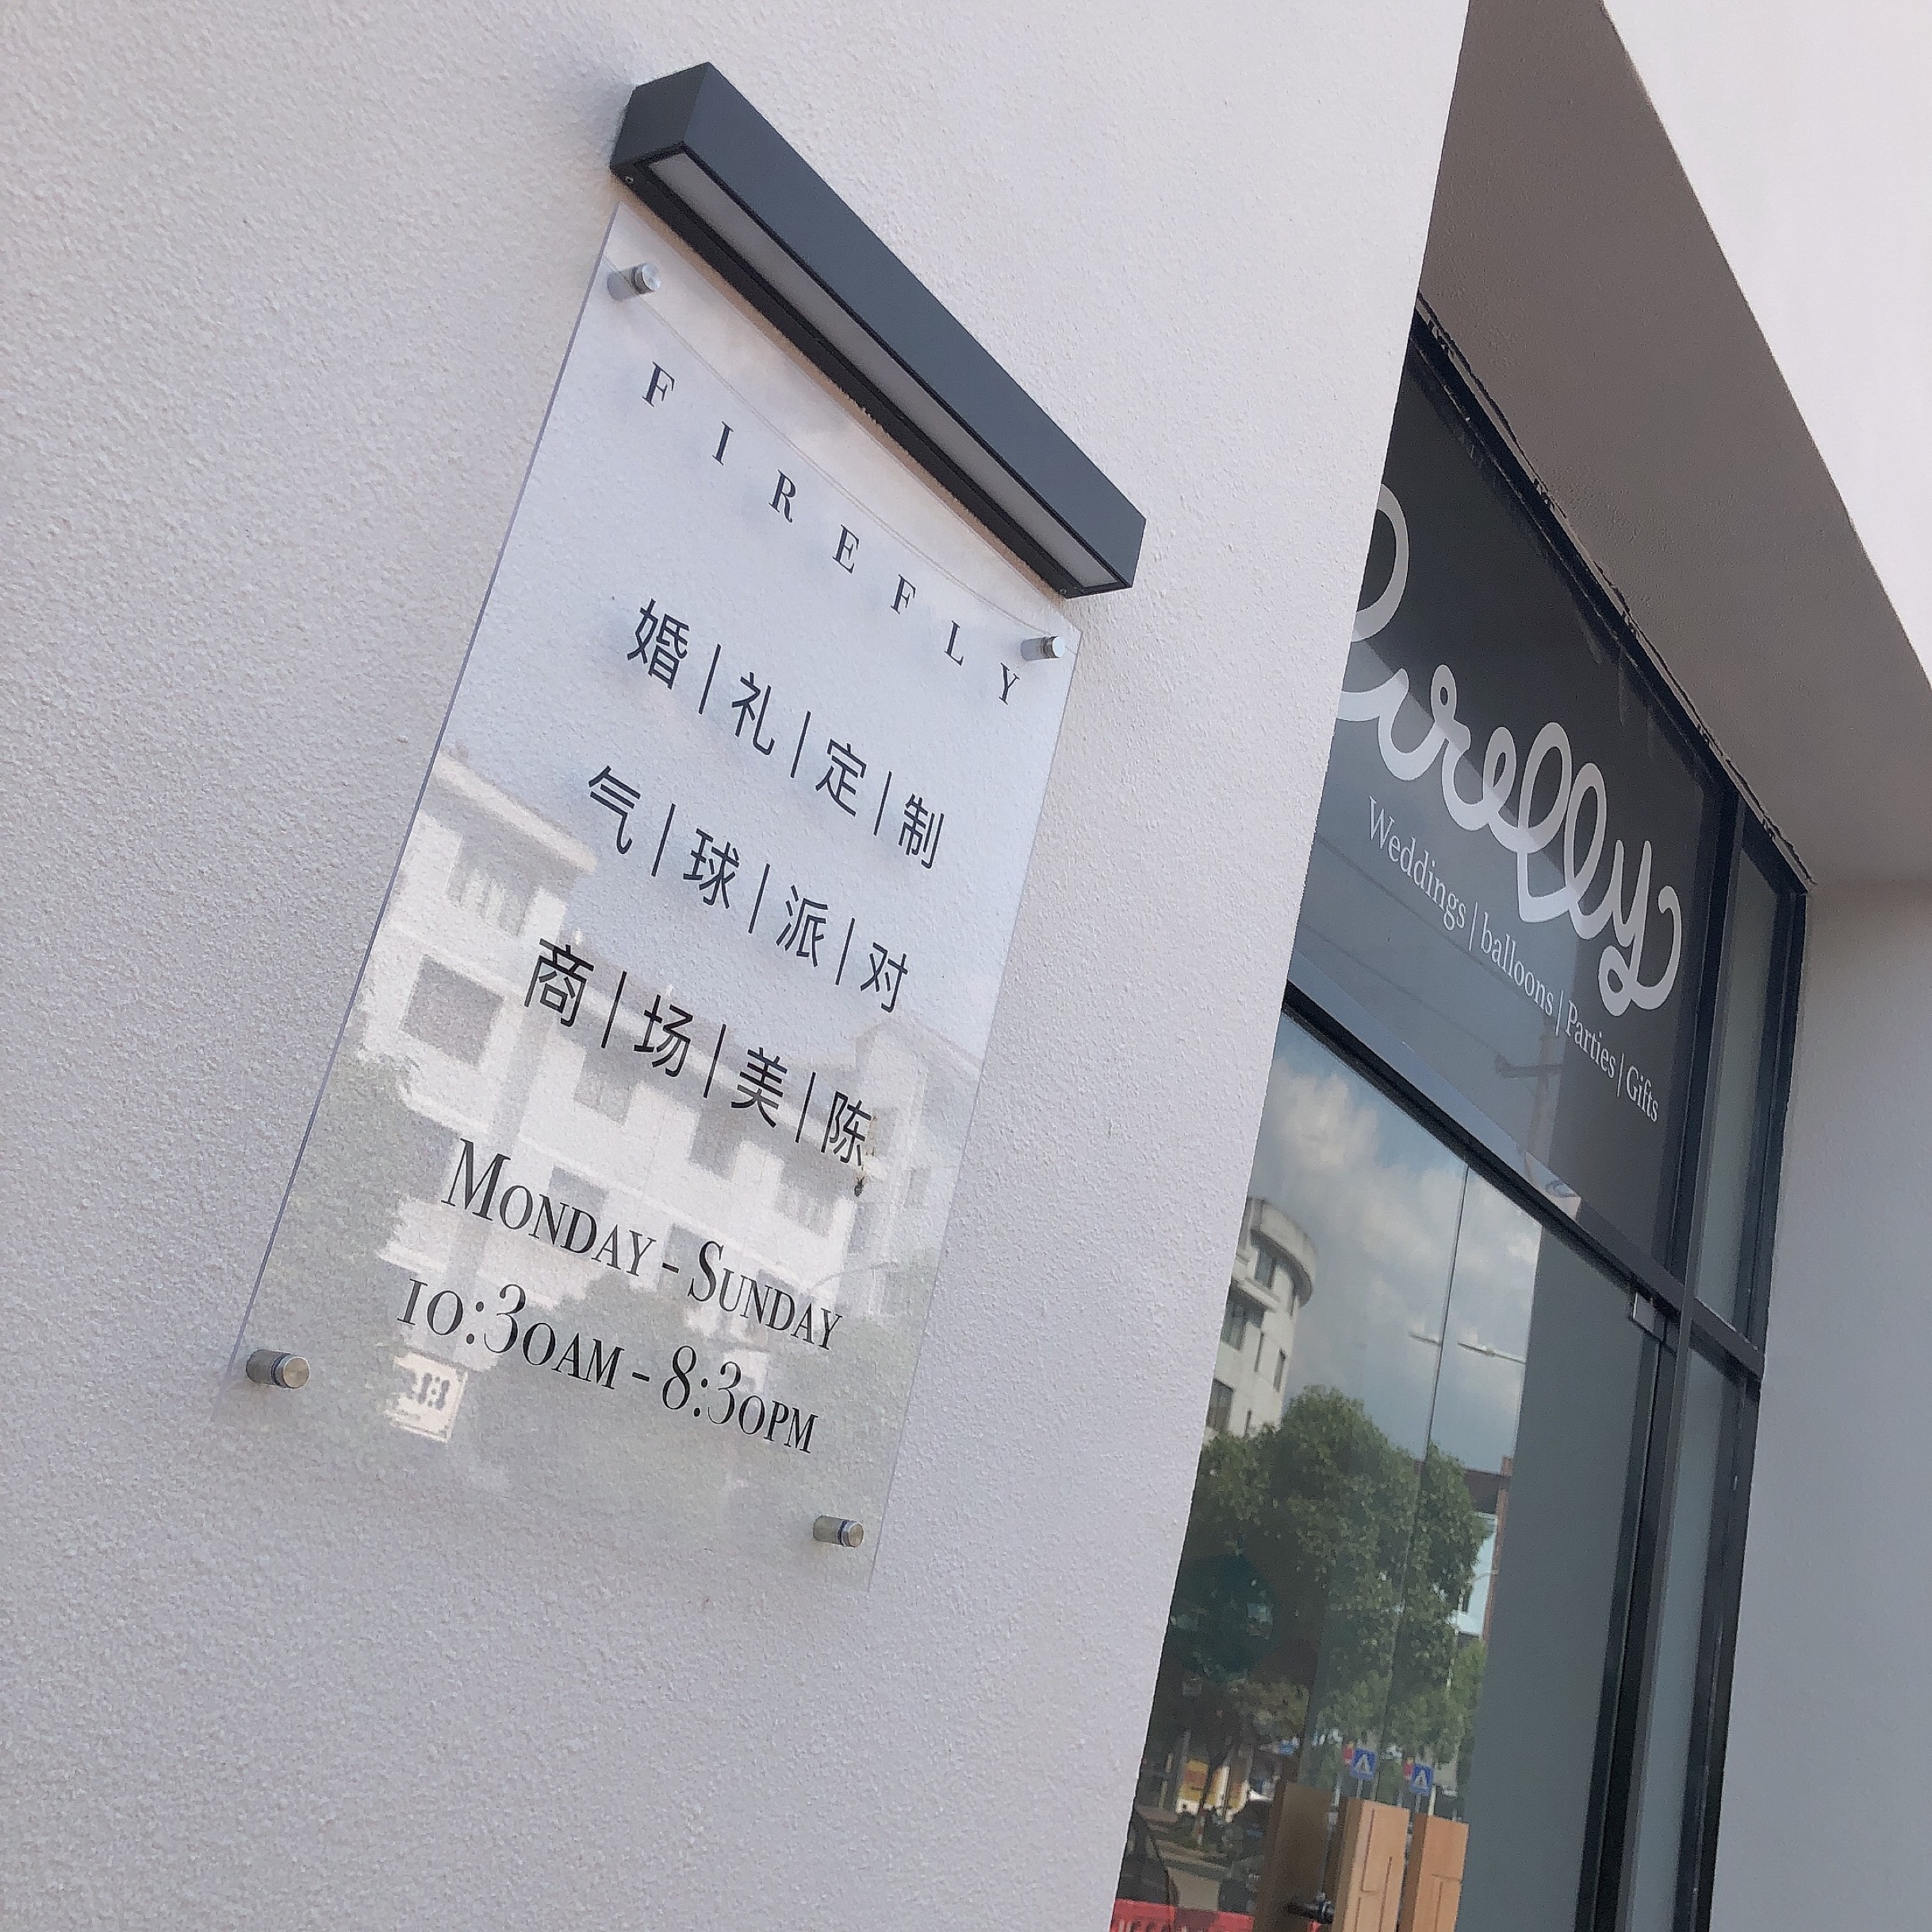 FIREFLY
婚|礼|定|制
气|球|派|对
商|场|美|陈
MONDAY - SUNDAY
10:30AM - 8:30PM
Weddings | balloons | Parties | Gifts